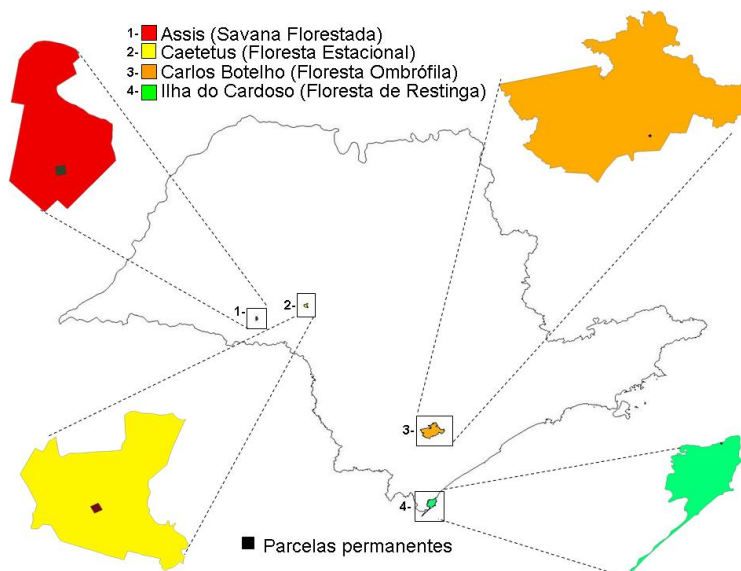 1- Assis (Savana Florestada)
2- Caetetus (Floresta Estacional)
3- Carlos Botelho (Floresta Ombrófila)
4- Ilha do Cardoso (Floresta de Restinga)
1-
2-
3-
4-
Parcelas permanentes